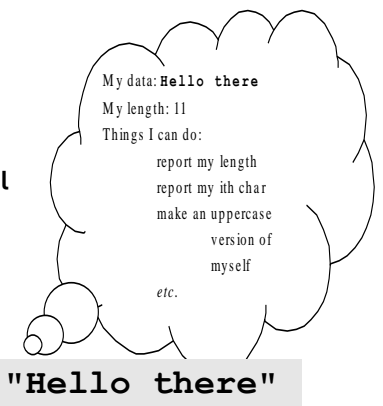 My data: Hello there
My length: 11
Things I can do:
report my length
l
report my ith char
make an uppercase
version of
myself
etc.
"Hello there"